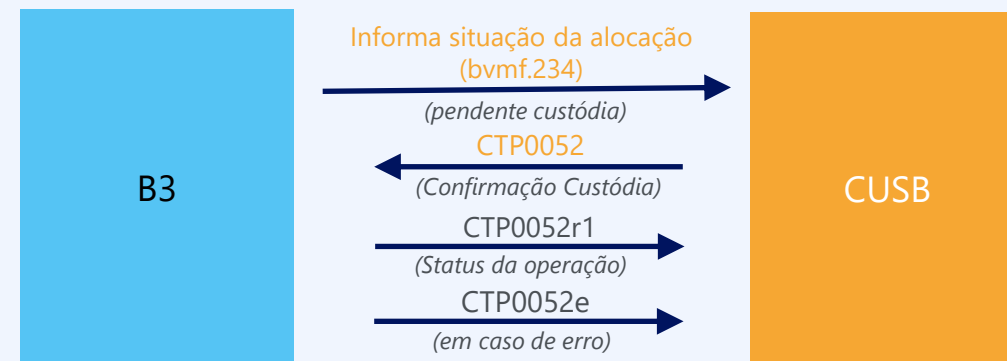 Informa situação da alocação
(bvmf.234)
(pendente custódia)
CTP0052
(Confirmação Custódia)
B3
CUSB
CTP0052r1
(Status da operação)
CTP0052e
(em caso de erro)